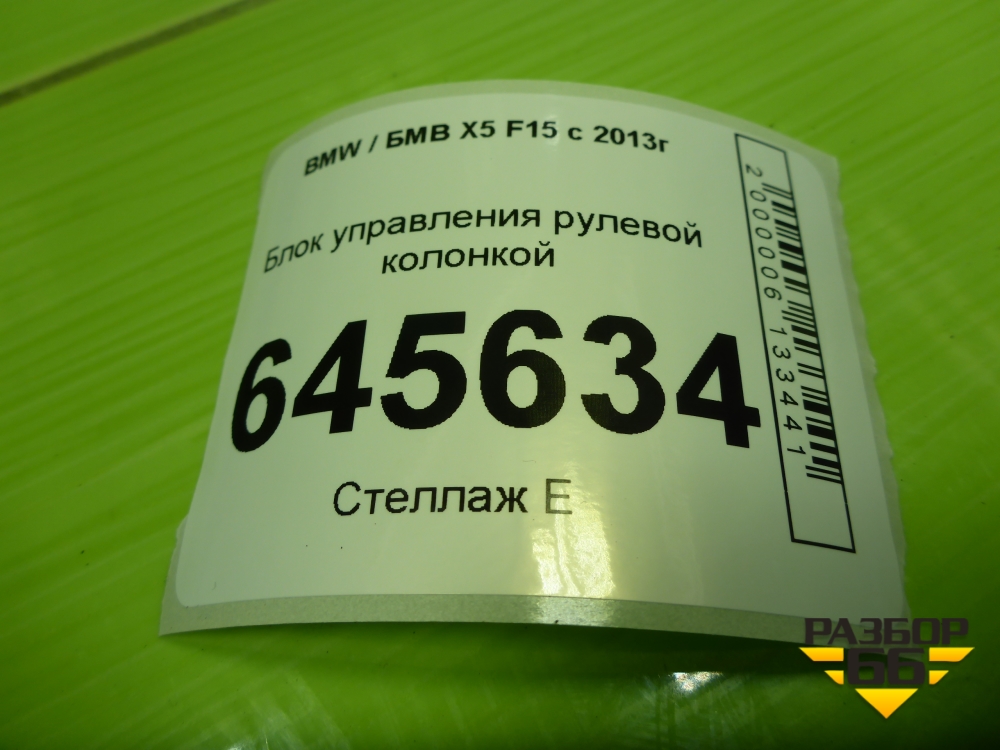 BMW / БМВ X5 F15 с 2013г
Блок управления рулевой
колонкой
645634
Стеллаж Е
2000006133441
РАЗБОР
66